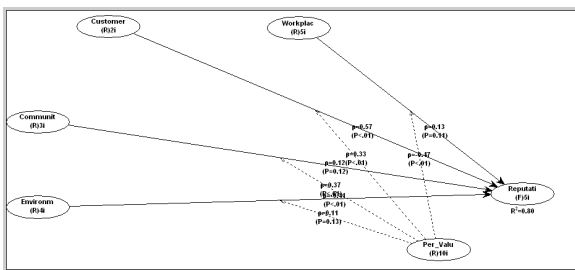 Customer
(R)2i
Workplac
(R)5i
Communit
(R)3i
β=0.57
(P<.01)
β=0.13
(P=0.11)
β=0.33
(P<.01)
β=-0.47
(P<.01)
β=0.12
(P=0.12)
β=0.37
(P<.01)
(P<.01)
β=0.11
(P=0.13)
Environm
(R)4i
Reputati
(F)5i
R²=0.80
Per_Valu
(R)10i